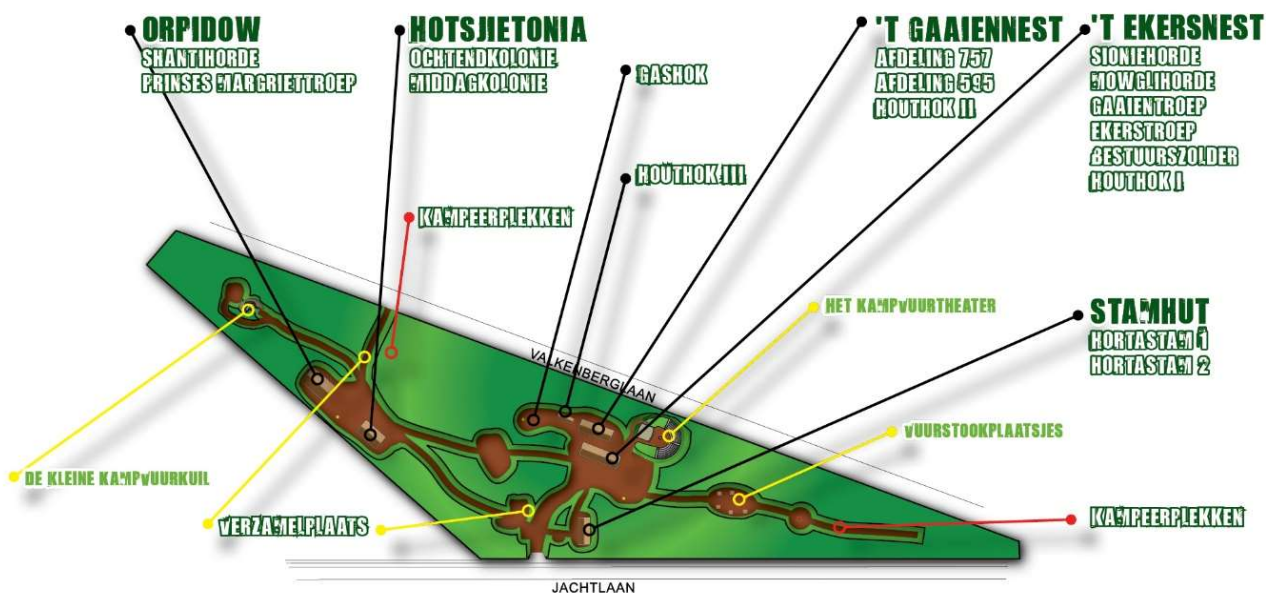 ORPIDOW
SHANTIHORDE
PRINSES MARGRIETTROEP
HOTSJIETONIA
OCHTENDKOLONIE
MIDDAGKOLONIE
GASHOK
HOUTHOK III
KAMPEERPLEKKEN
'T GAAIENNEST
AFDELING 757
AFDELING 595
HOUTHOK II
'T EKERSNEST
SIONIEHORDE
MOWGLIHORDE
GAAIENTROEP
EKERSTROEP
BESTUURSZOLDER
HOUTHOK I
HET KAMPVUURTHEATER
STAMHUT
HORTASTAM 1
HORTASTAM 2
VALKENBERGLAAN
VUURSTOOKPLAATSJES
DE KLEINE KAMPVUURKUIL
VERZAMELPLAATS
KAMPEERPLEKKEN
JACHTLAAN